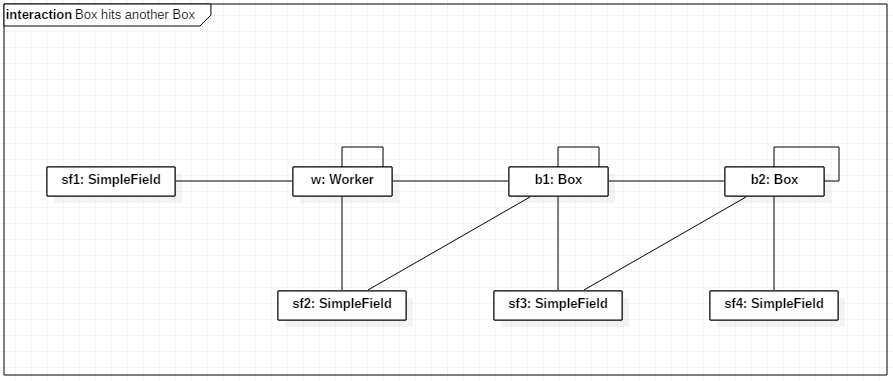 interaction Box hits another Box
sf1: SimpleField
w: Worker
b1: Box
b2: Box
sf2: SimpleField
sf3: SimpleField
sf4: SimpleField